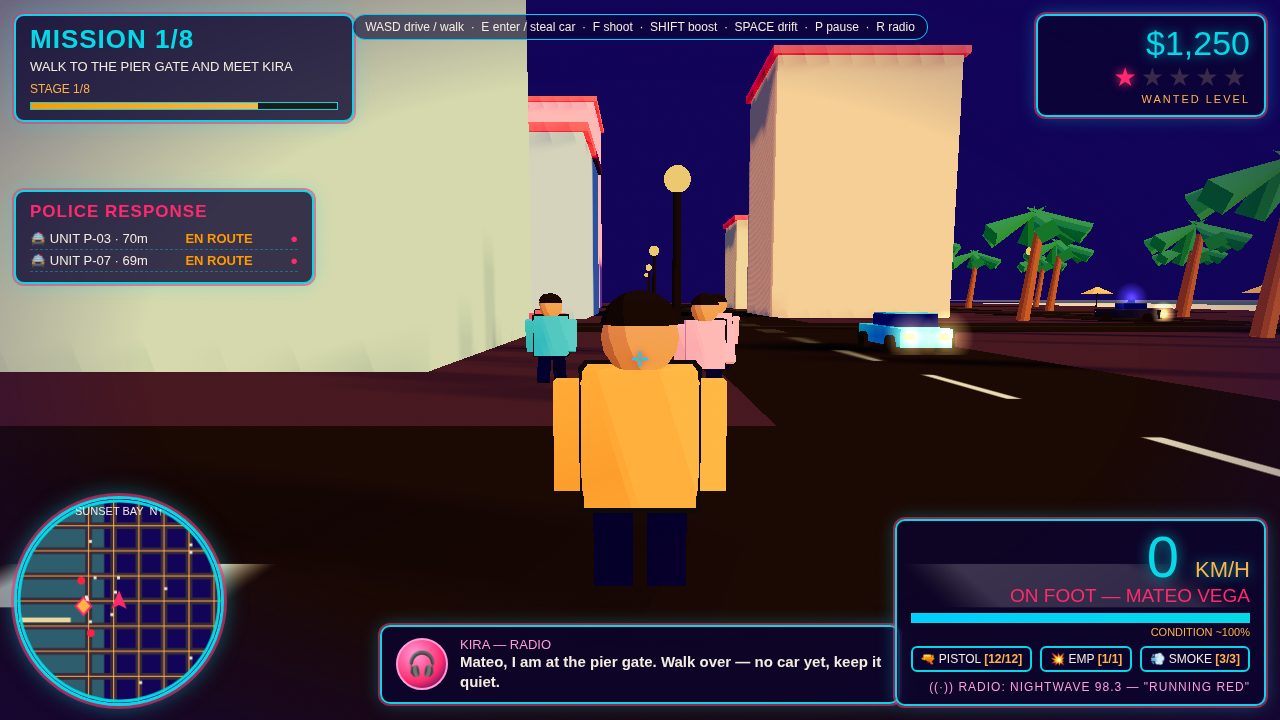 MISSION 1/8
WALK TO THE PIER GATE AND MEET KIRA
STAGE 1/8
WASD drive / walk · E enter / steal car · F shoot · SHIFT boost · SPACE drift · P pause · R radio
$1,250
WANTED LEVEL
POLICE RESPONSE
UNIT P-03 · 70m EN ROUTE
UNIT P-07 · 69m EN ROUTE
SUNSET BAY
KIRA — RADIO
Mateo, I am at the pier gate. Walk over — no car yet, keep it
quiet.
0 KM/H
ON FOOT — MATEO VEGA
CONDITION ~100%
PISTOL [12/12] EMP [1/1] SMOKE [3/3]
((·)) RADIO: NIGHTWAVE 98.3 — "RUNNING RED"